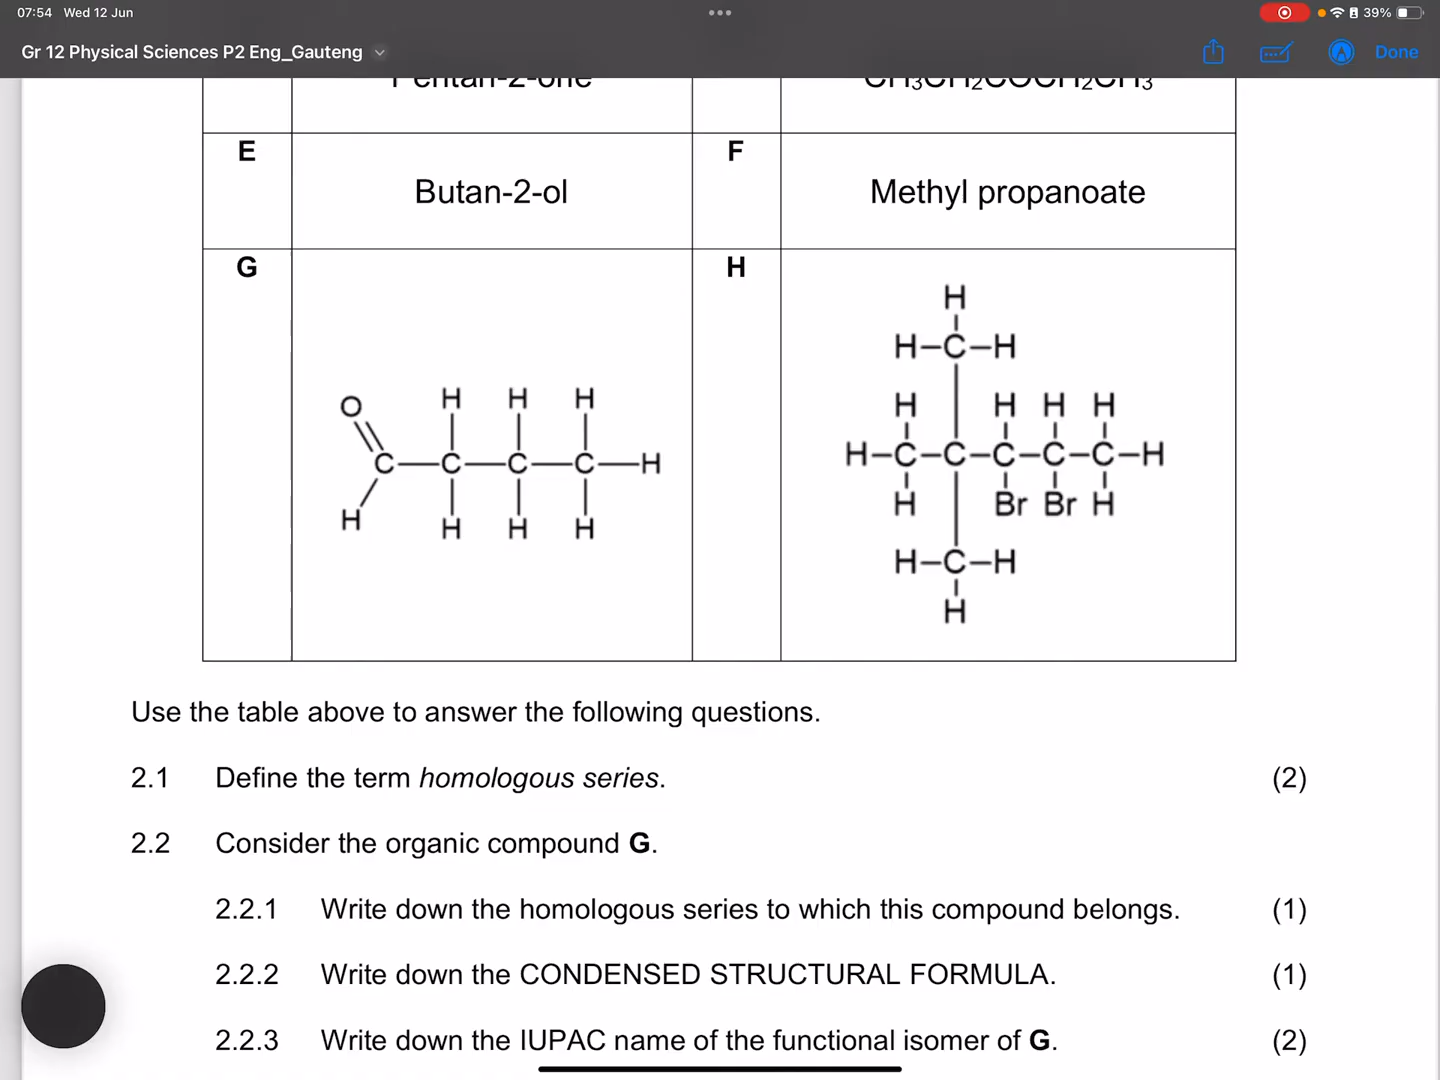 07:54 Wed 12 Jun
39%
Gr 12 Physical Sciences P2 Eng_Gauteng
Done
Pentan-2-one
CH₃CH₂COCH₂CH₃
E
Butan-2-ol
F
Methyl propanoate
G
O H H H
C C C C H
H H H H
H
H
H-C-H
H H H H
H-C-C-C-C-C-H
H Br Br H
H-C-H
H
Use the table above to answer the following questions.
2.1 Define the term homologous series. (2)
2.2 Consider the organic compound G.
2.2.1 Write down the homologous series to which this compound belongs. (1)
2.2.2 Write down the CONDENSED STRUCTURAL FORMULA. (1)
2.2.3 Write down the IUPAC name of the functional isomer of G. (2)